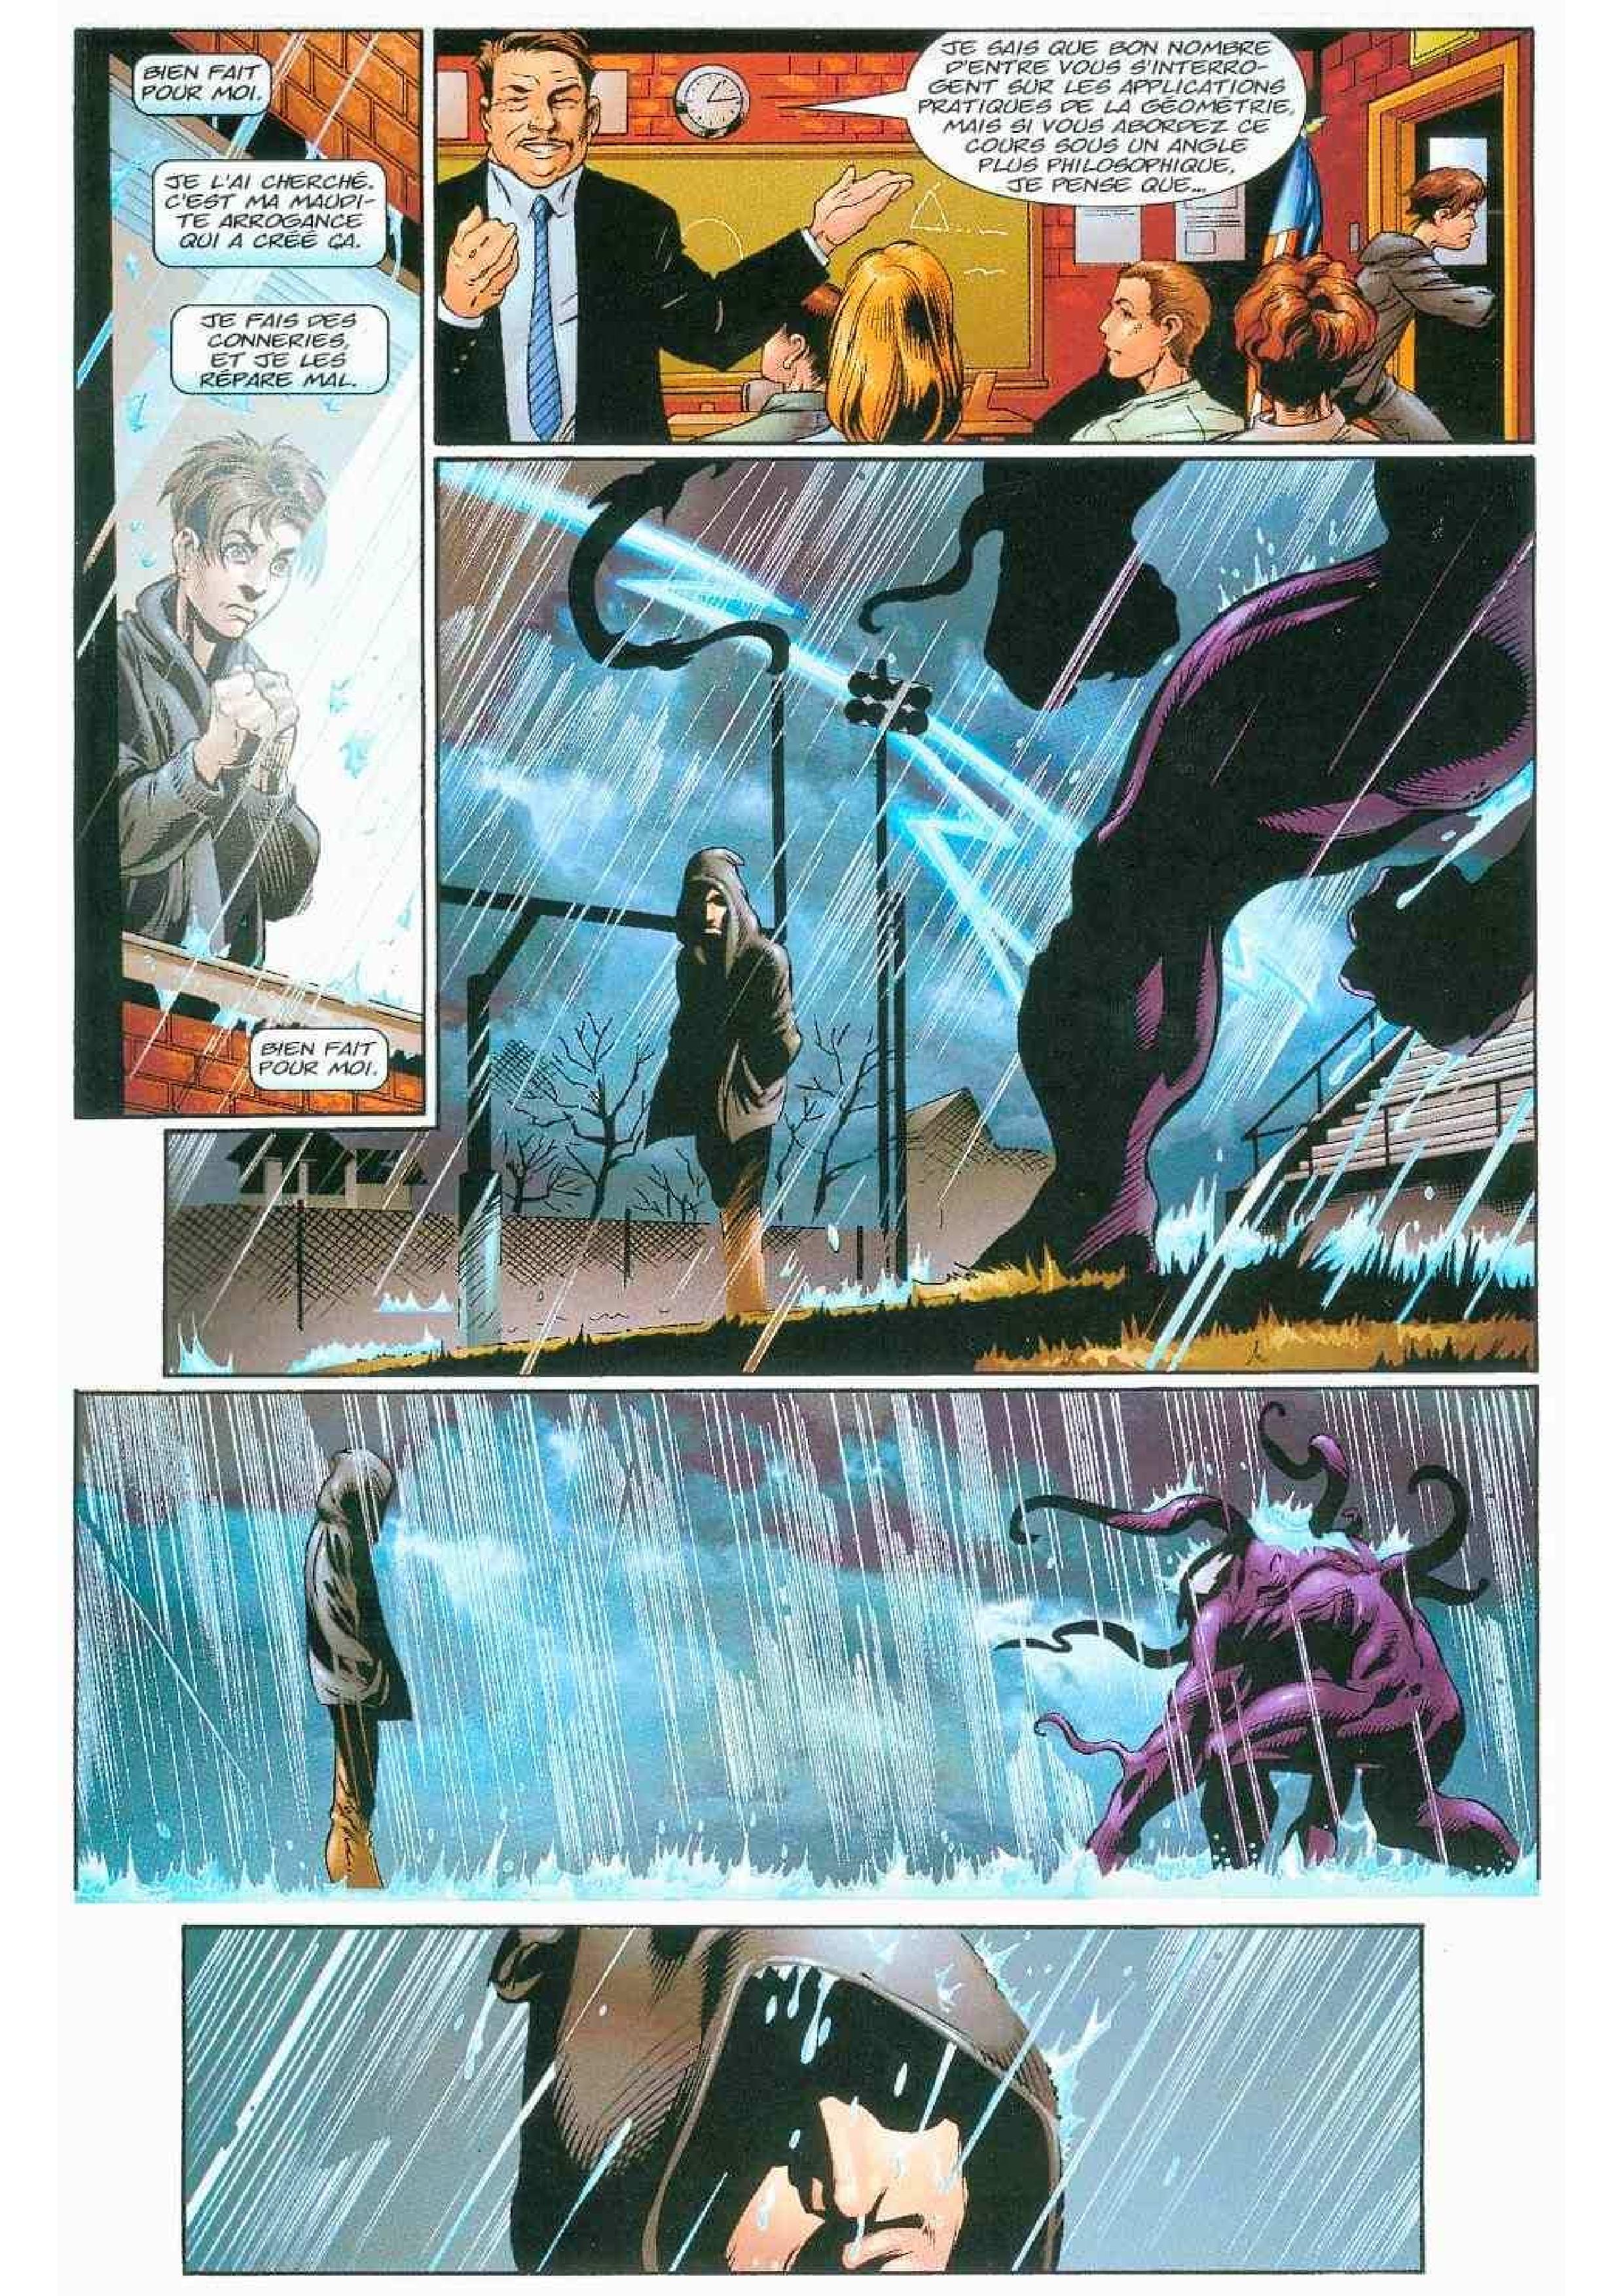 BIEN FAIT
POUR MOI.
JE L'AI CHERCHÉ.
C'EST MA MAUDI-
TE ARROGANCE
QUI A CRÉÉ ÇA.
JE FAIS DES
CONNERIES,
ET JE LES
RÉPARE MAL.
BIEN FAIT
POUR MOI.
JE SAIS QUE BON NOMBRE
D'ENTRE VOUS S'INTERRO-
GENT SUR LES APPLICATIONS
PRATIQUES DE LA GÉOMÉTRIE,
MAIS SI VOUS ABORDEZ CE
COURS SOUS UN ANGLE
PLUS PHILOSOPHIQUE,
JE PENSE QUE...